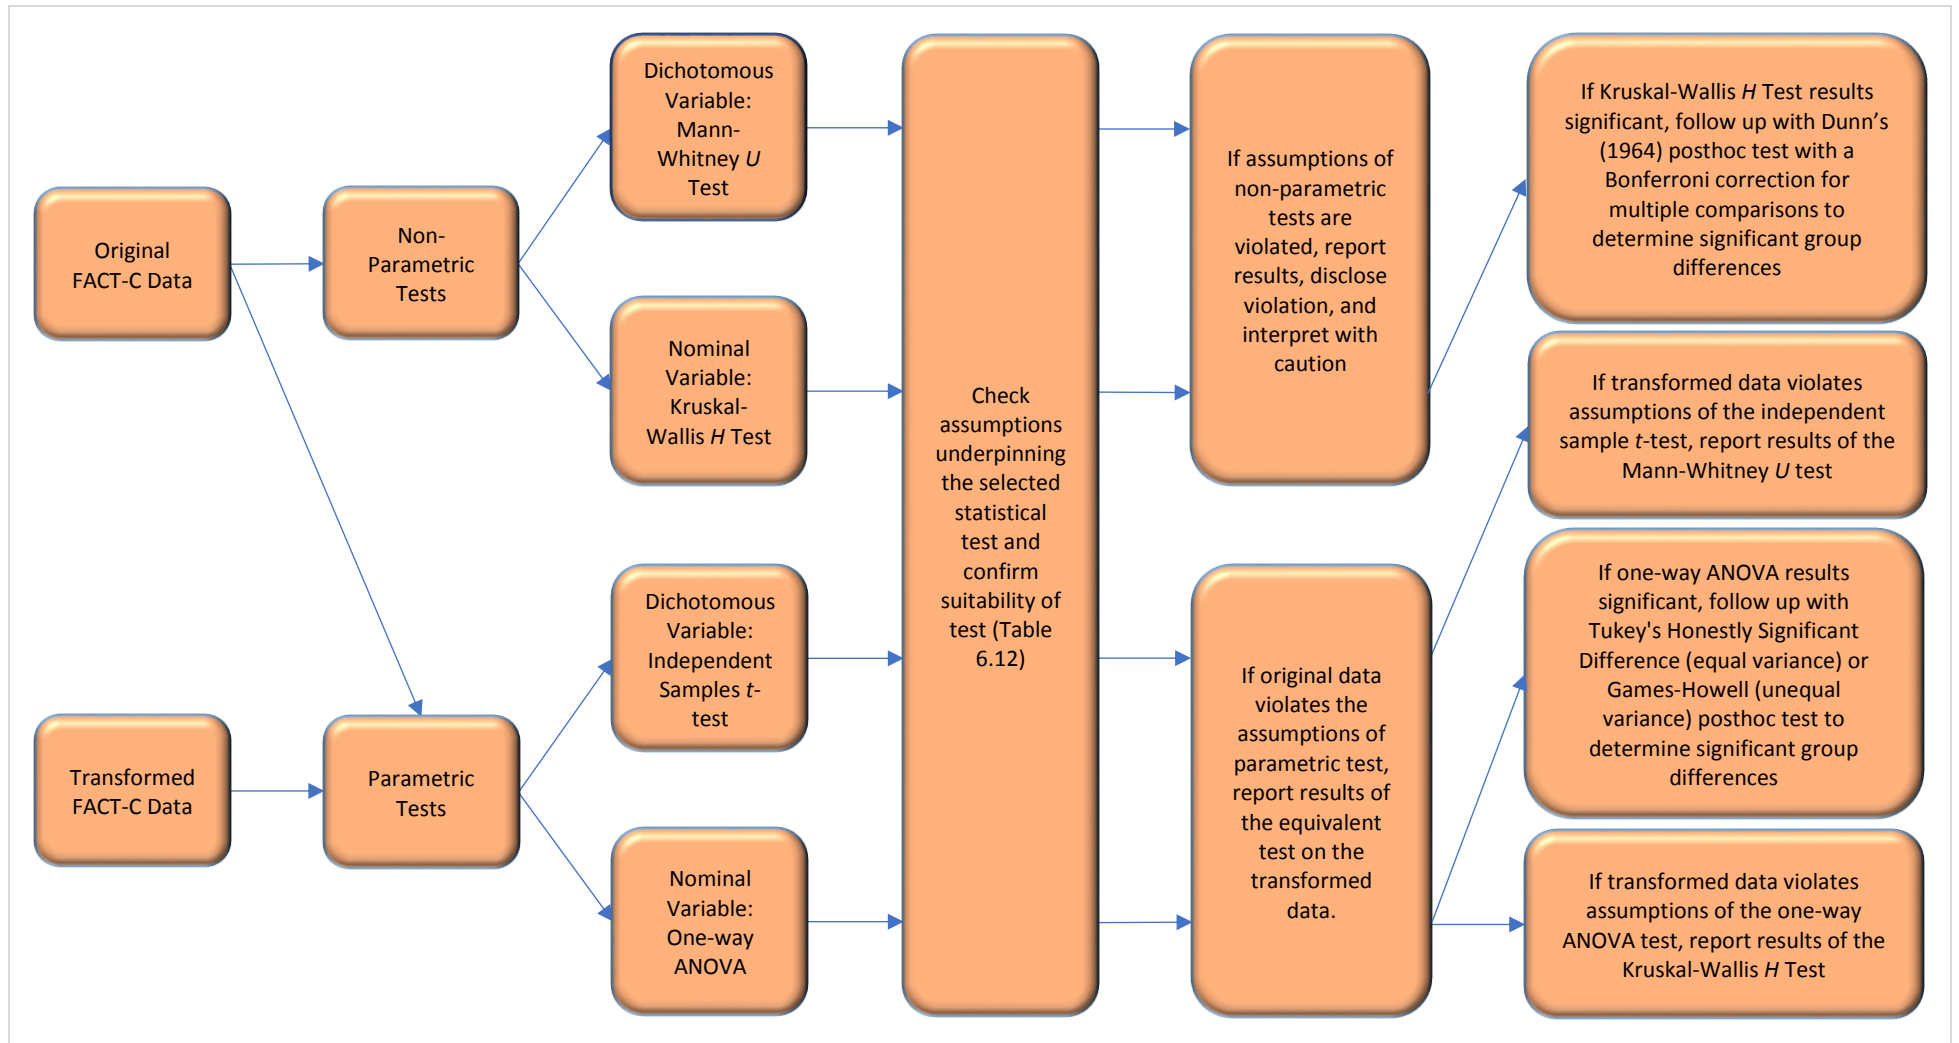 Original
FACT-C Data
Transformed
FACT-C Data
Non-
Parametric
Tests
Parametric
Tests
Dichotomous
Variable:
Mann-
Whitney U
Test
Nominal
Variable:
Kruskal-
Wallis H Test
Dichotomous
Variable:
Independent
Samples t-
test
Nominal
Variable:
One-way
ANOVA
Check
assumptions
underpinning
the selected
statistical
test and
confirm
suitability of
test (Table
6.12)
If assumptions of
non-parametric
tests are
violated, report
results, disclose
violation, and
interpret with
caution
If original data
violates the
assumptions of
parametric test,
report results of
the equivalent
test on the
transformed
data.
If Kruskal-Wallis H Test results
significant, follow up with Dunn’s
(1964) posthoc test with a
Bonferroni correction for
multiple comparisons to
determine significant group
differences
If transformed data violates
assumptions of the independent
sample t-test, report results of the
Mann-Whitney U test
If one-way ANOVA results
significant, follow up with
Tukey's Honestly Significant
Difference (equal variance) or
Games-Howell (unequal
variance) posthoc test to
determine significant group
differences
If transformed data violates
assumptions of the one-way
ANOVA test, report results of the
Kruskal-Wallis H Test